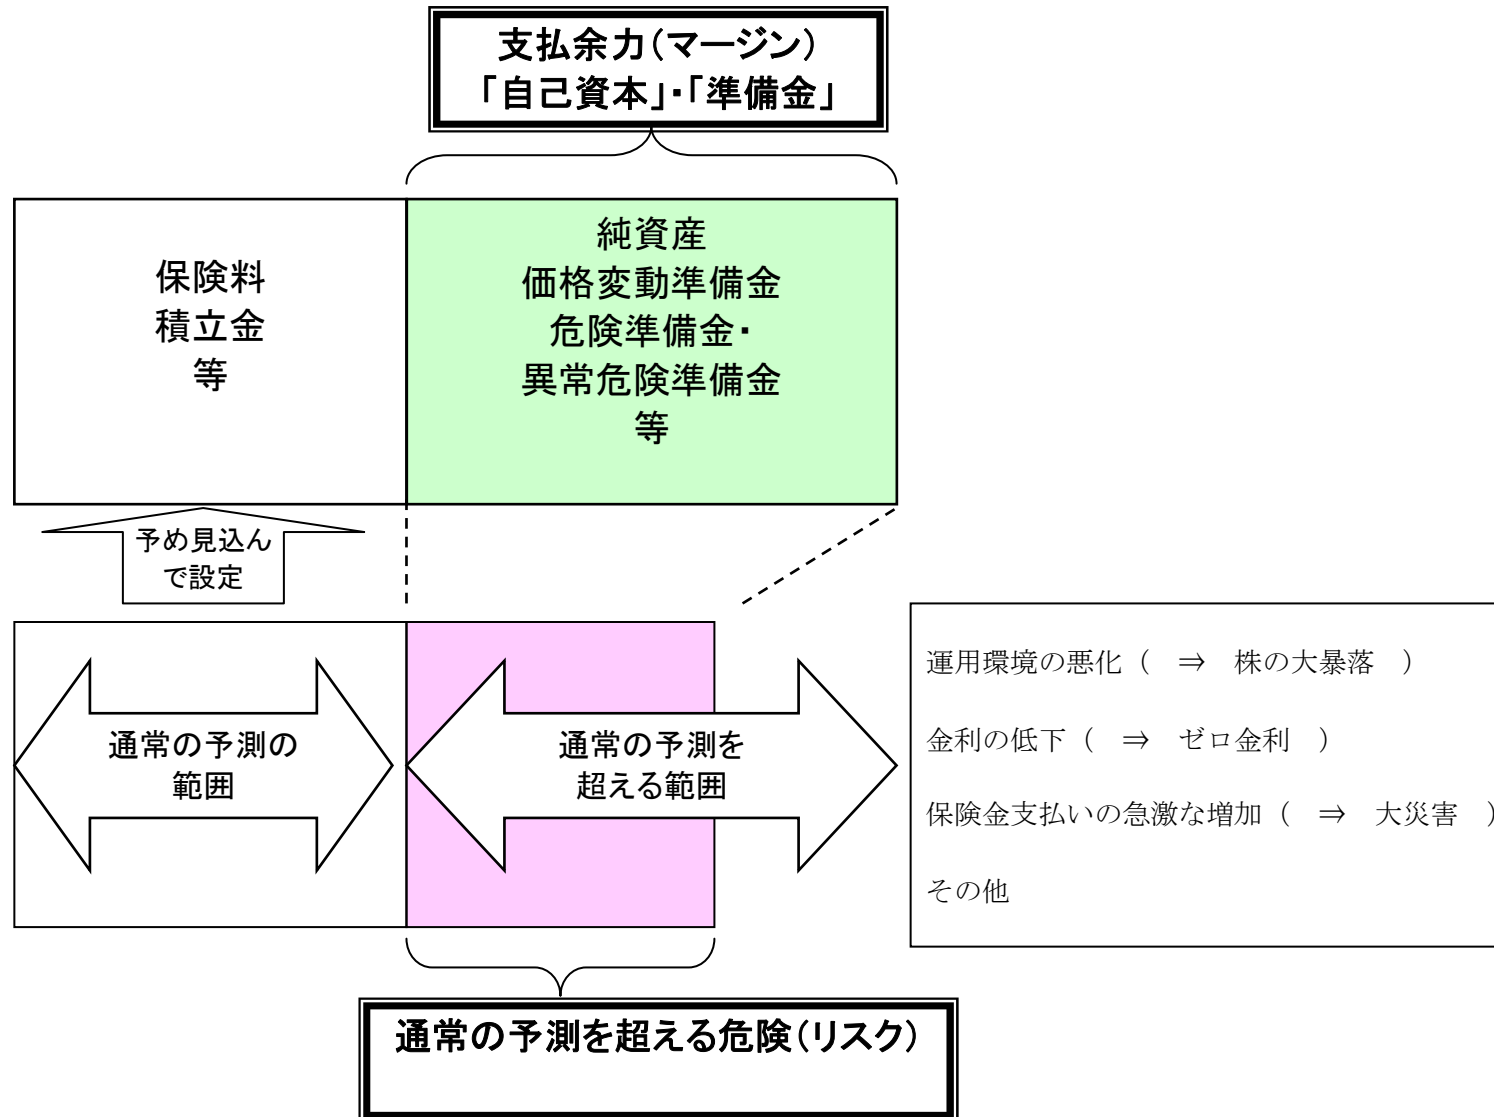 支払余力（マージン）
「自己資本」・「準備金」
保険料
積立金
等
純資産
価格変動準備金
危険準備金・
異常危険準備金
等
予め見込ん
で設定
通常の予測の
範囲
通常の予測を
超える範囲
運用環境の悪化（　⇒　株の大暴落　）
金利の低下（　⇒　ゼロ金利　）
保険金支払いの急激な増加（　⇒　大災害　）
その他
通常の予測を超える危険（リスク）